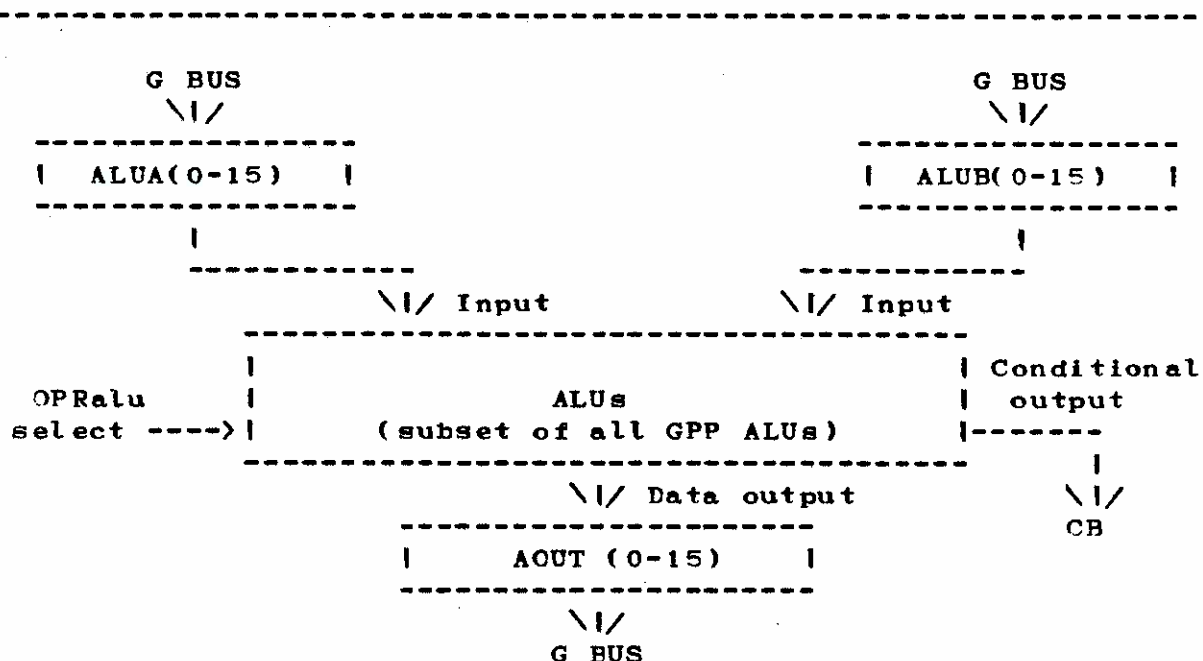 G BUS G BUS
ALUA(0-15) ALUB(0-15)
Input Input
Conditional
OPRalu ALUs output
select ----> (subset of all GPP ALUs)
Data output
CB
AOUT (0-15)
G BUS